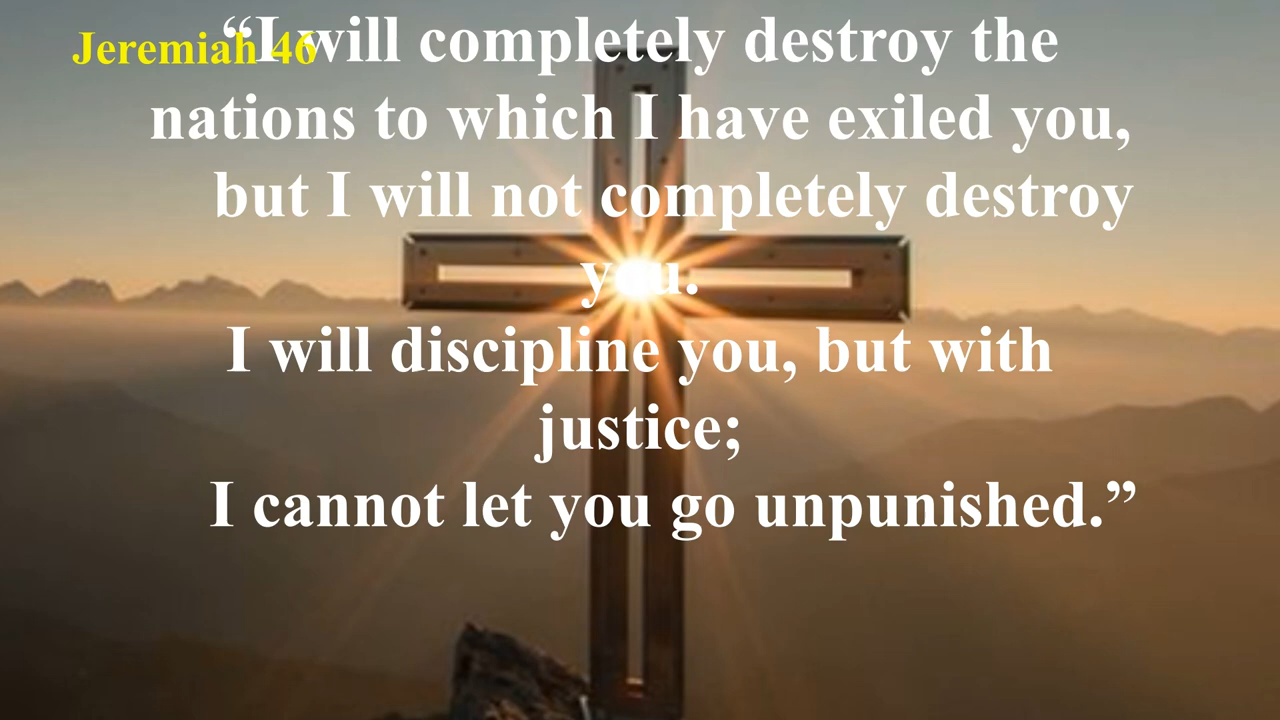 Jeremiah 46
“I will completely destroy the
nations to which I have exiled you,
but I will not completely destroy
you.
I will discipline you, but with
justice;
I cannot let you go unpunished.”